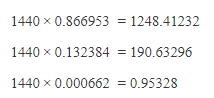 1440 × 0.866953 = 1248.41232
1440 × 0.132384 = 190.63296
1440 × 0.000662 = 0.95328